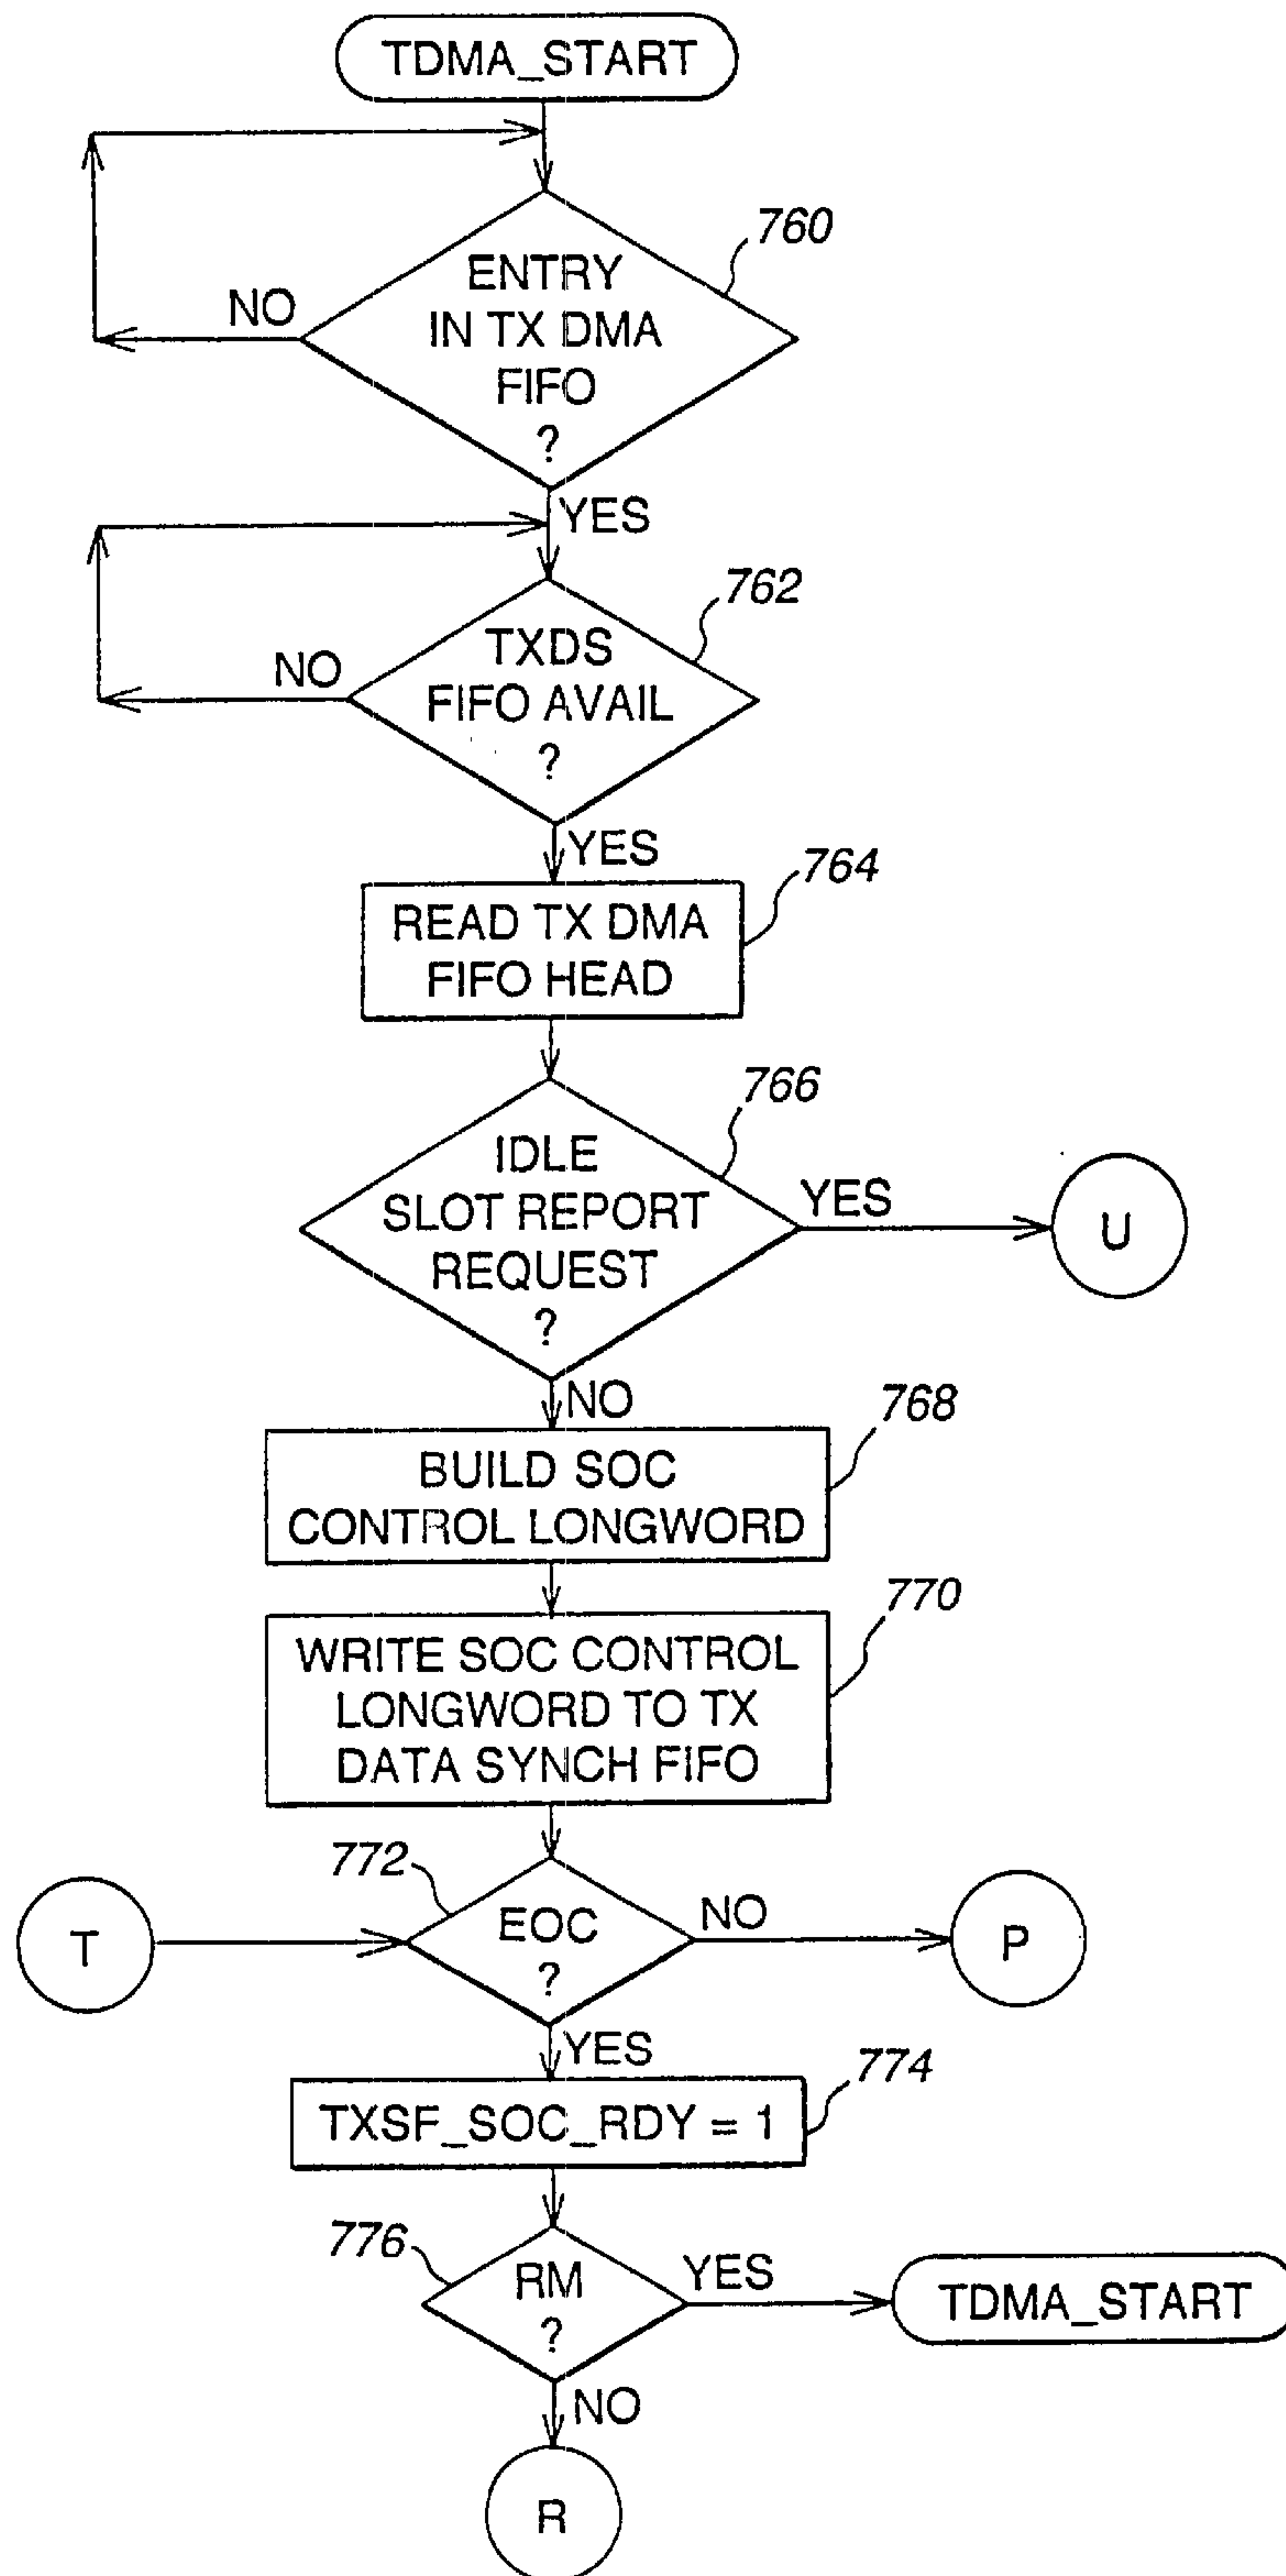 TDMA_START
760
ENTRY
IN TX DMA
FIFO
?
NO
YES
762
TXDS
FIFO AVAIL
?
NO
YES
764
READ TX DMA
FIFO HEAD
766
IDLE
SLOT REPORT
REQUEST
?
YES
U
NO
768
BUILD SOC
CONTROL LONGWORD
770
WRITE SOC CONTROL
LONGWORD TO TX
DATA SYNCH FIFO
772
T
EOC
?
NO
P
YES
774
TXSF_SOC_RDY = 1
776
RM
?
YES
TDMA_START
NO
R